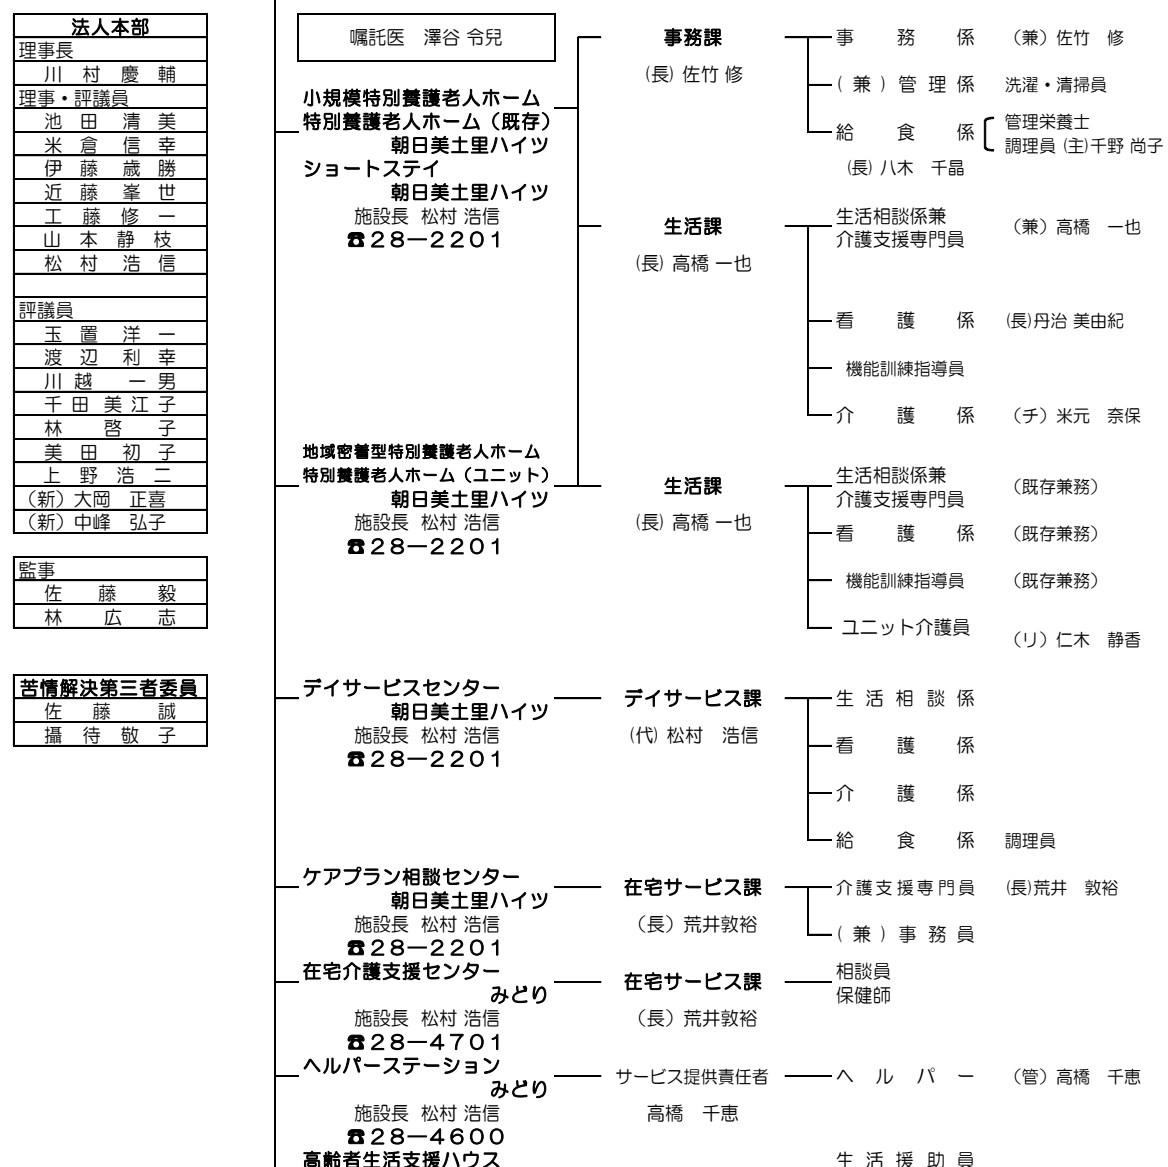 法人本部
理事長
川村慶輔
理事・評議員
池田清美
米倉信幸
伊藤歳勝
近藤峯世
工藤修一
山本静枝
松村浩信
評議員
玉置洋一
渡辺利幸
川越一男
千田美江子
林啓子
美田初子
上野浩二
（新）大岡 正喜
（新）中峰 弘子
監事
佐藤毅
林広志
苦情解決第三者委員
佐藤誠
攝待敬子
嘱託医 澤谷 令兒
小規模特別養護老人ホーム
特別養護老人ホーム（既存）
朝日美土里ハイツ
ショートステイ
朝日美土里ハイツ
施設長 松村 浩信
☎２８－２２０１
事務課
(長) 佐竹 修
事務係 （兼）佐竹 修
(兼)管理係 洗濯・清掃員
給食係 管理栄養士
調理員 (主)千野 尚子
(長) 八木 千晶
生活課
(長) 高橋 一也
生活相談係兼
介護支援専門員 （兼）高橋 一也
看護係 (長)丹治 美由紀
機能訓練指導員
介護係 （チ）米元 奈保
地域密着型特別養護老人ホーム
特別養護老人ホーム（ユニット）
朝日美土里ハイツ
施設長 松村 浩信
☎２８－２２０１
生活課
(長) 高橋 一也
生活相談係兼
介護支援専門員 （既存兼務）
看護係 （既存兼務）
機能訓練指導員 （既存兼務）
ユニット介護員 （リ）仁木 静香
デイサービスセンター
朝日美土里ハイツ
施設長 松村 浩信
☎２８－２２０１
デイサービス課
(代) 松村 浩信
生活相談係
看護係
介護係
給食係 調理員
ケアプラン相談センター
朝日美土里ハイツ
施設長 松村 浩信
☎２８－２２０１
在宅サービス課
（長）荒井敦裕
介護支援専門員 (長)荒井 敦裕
(兼)事務員
在宅介護支援センター
みどり
施設長 松村 浩信
☎２８－４７０１
在宅サービス課
（長）荒井敦裕
相談員
保健師
ヘルパーステーション
みどり
施設長 松村 浩信
☎２８－４６００
サービス提供責任者
高橋 千恵
ヘルパー （管）高橋 千恵
高齢者生活支援ハウス
生活援助員